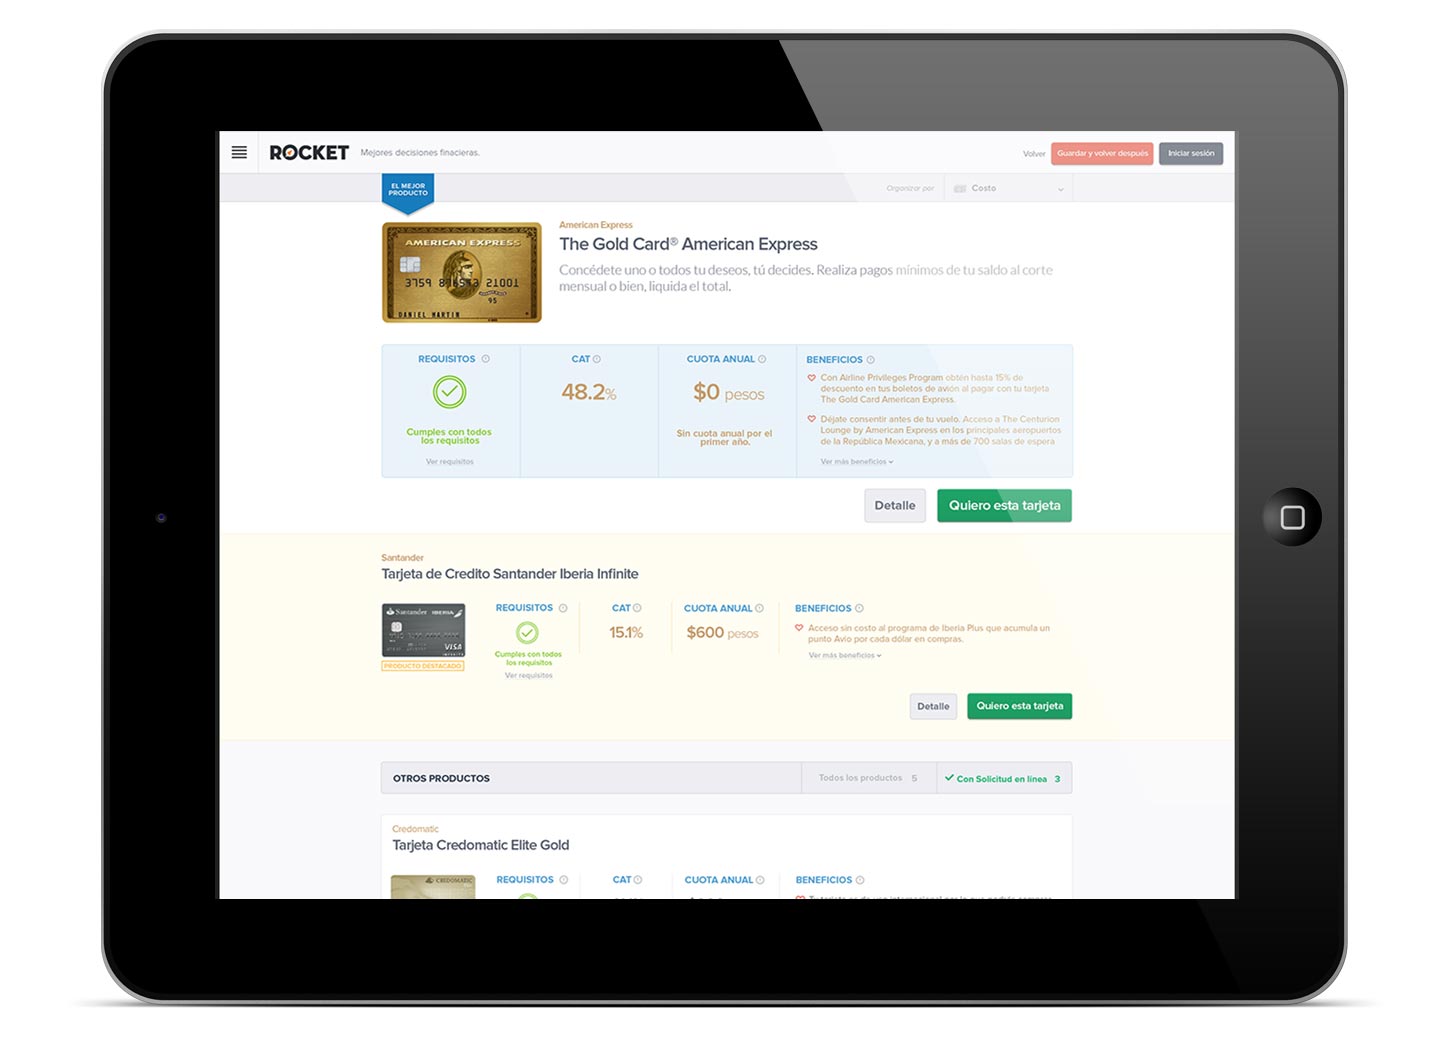 ROCKET Mejores decisiones finacieras. Volver Guardar y volver después Iniciar sesión
EL MEJOR
PRODUCTO
Organizar por Costo
American Express
The Gold Card® American Express
Concédete uno o todos tu deseos, tú decides. Realiza pagos mínimos de tu saldo al corte
mensual o bien, liquida el total.
AMERICAN EXPRESS
3759 21001
95
DANIEL MARTIN
REQUISITOS
Cumples con todos
los requisitos
Ver requisitos
CAT
48.2%
CUOTA ANUAL
$0 pesos
Sin cuota anual por el
primer año.
BENEFICIOS
Con Airline Privileges Program obtén hasta 15% de
descuento en tus boletos de avión al pagar con tu tarjeta
The Gold Card American Express.
Déjate consentir antes de tu vuelo. Acceso a The Centurion
Lounge by American Express en los principales aeropuertos
de la República Mexicana, y a más de 700 salas de espera
Ver más beneficios
Detalle
Quiero esta tarjeta
Santander
Tarjeta de Credito Santander Iberia Infinite
Santander IBERIA
VISA
INFINITE
PRODUCTO DESTACADO
REQUISITOS
Cumples con todos
los requisitos
Ver requisitos
CAT
15.1%
CUOTA ANUAL
$600 pesos
BENEFICIOS
Acceso sin costo al programa de Iberia Plus que acumula un
punto Avio por cada dólar en compras.
Ver más beneficios
Detalle
Quiero esta tarjeta
OTROS PRODUCTOS
Todos los productos 5
Con Solicitud en línea 3
Credomatic
Tarjeta Credomatic Elite Gold
CREDOMATIC
REQUISITOS
CAT
CUOTA ANUAL
BENEFICIOS